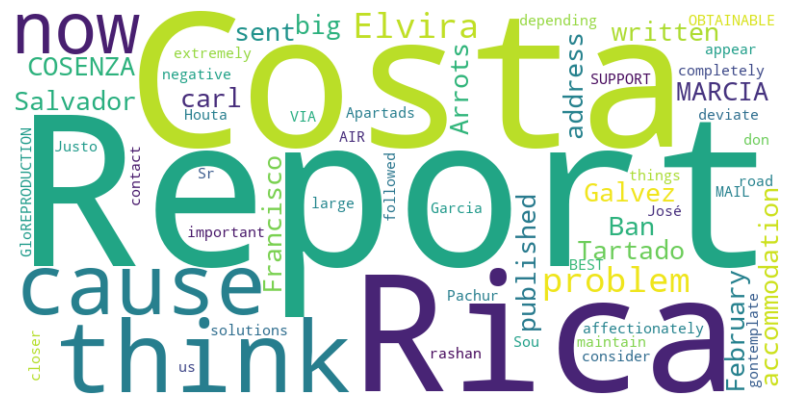 now
Costa
Report
Rica
cause
think
extremely
COSENZA
negative
Salvador
carl
Houta
sent
big
Elvira
VIA
Apartads
AIR
Arrots
depending
OBTAINABLE
written
appear
address
SUPPORT
completely
MARCIA
deviate
don
GloREPRODUCTION
Justo
contact
Sr
important
Francisco
large
followed
Garcia
published
Galvez
things
MAIL
road
José
Ban
Tartado
BEST
problem
February
gontemplate
accommodation
Pachur
Sou
affectionately
maintain
consider
solutions
us
rashan
closer